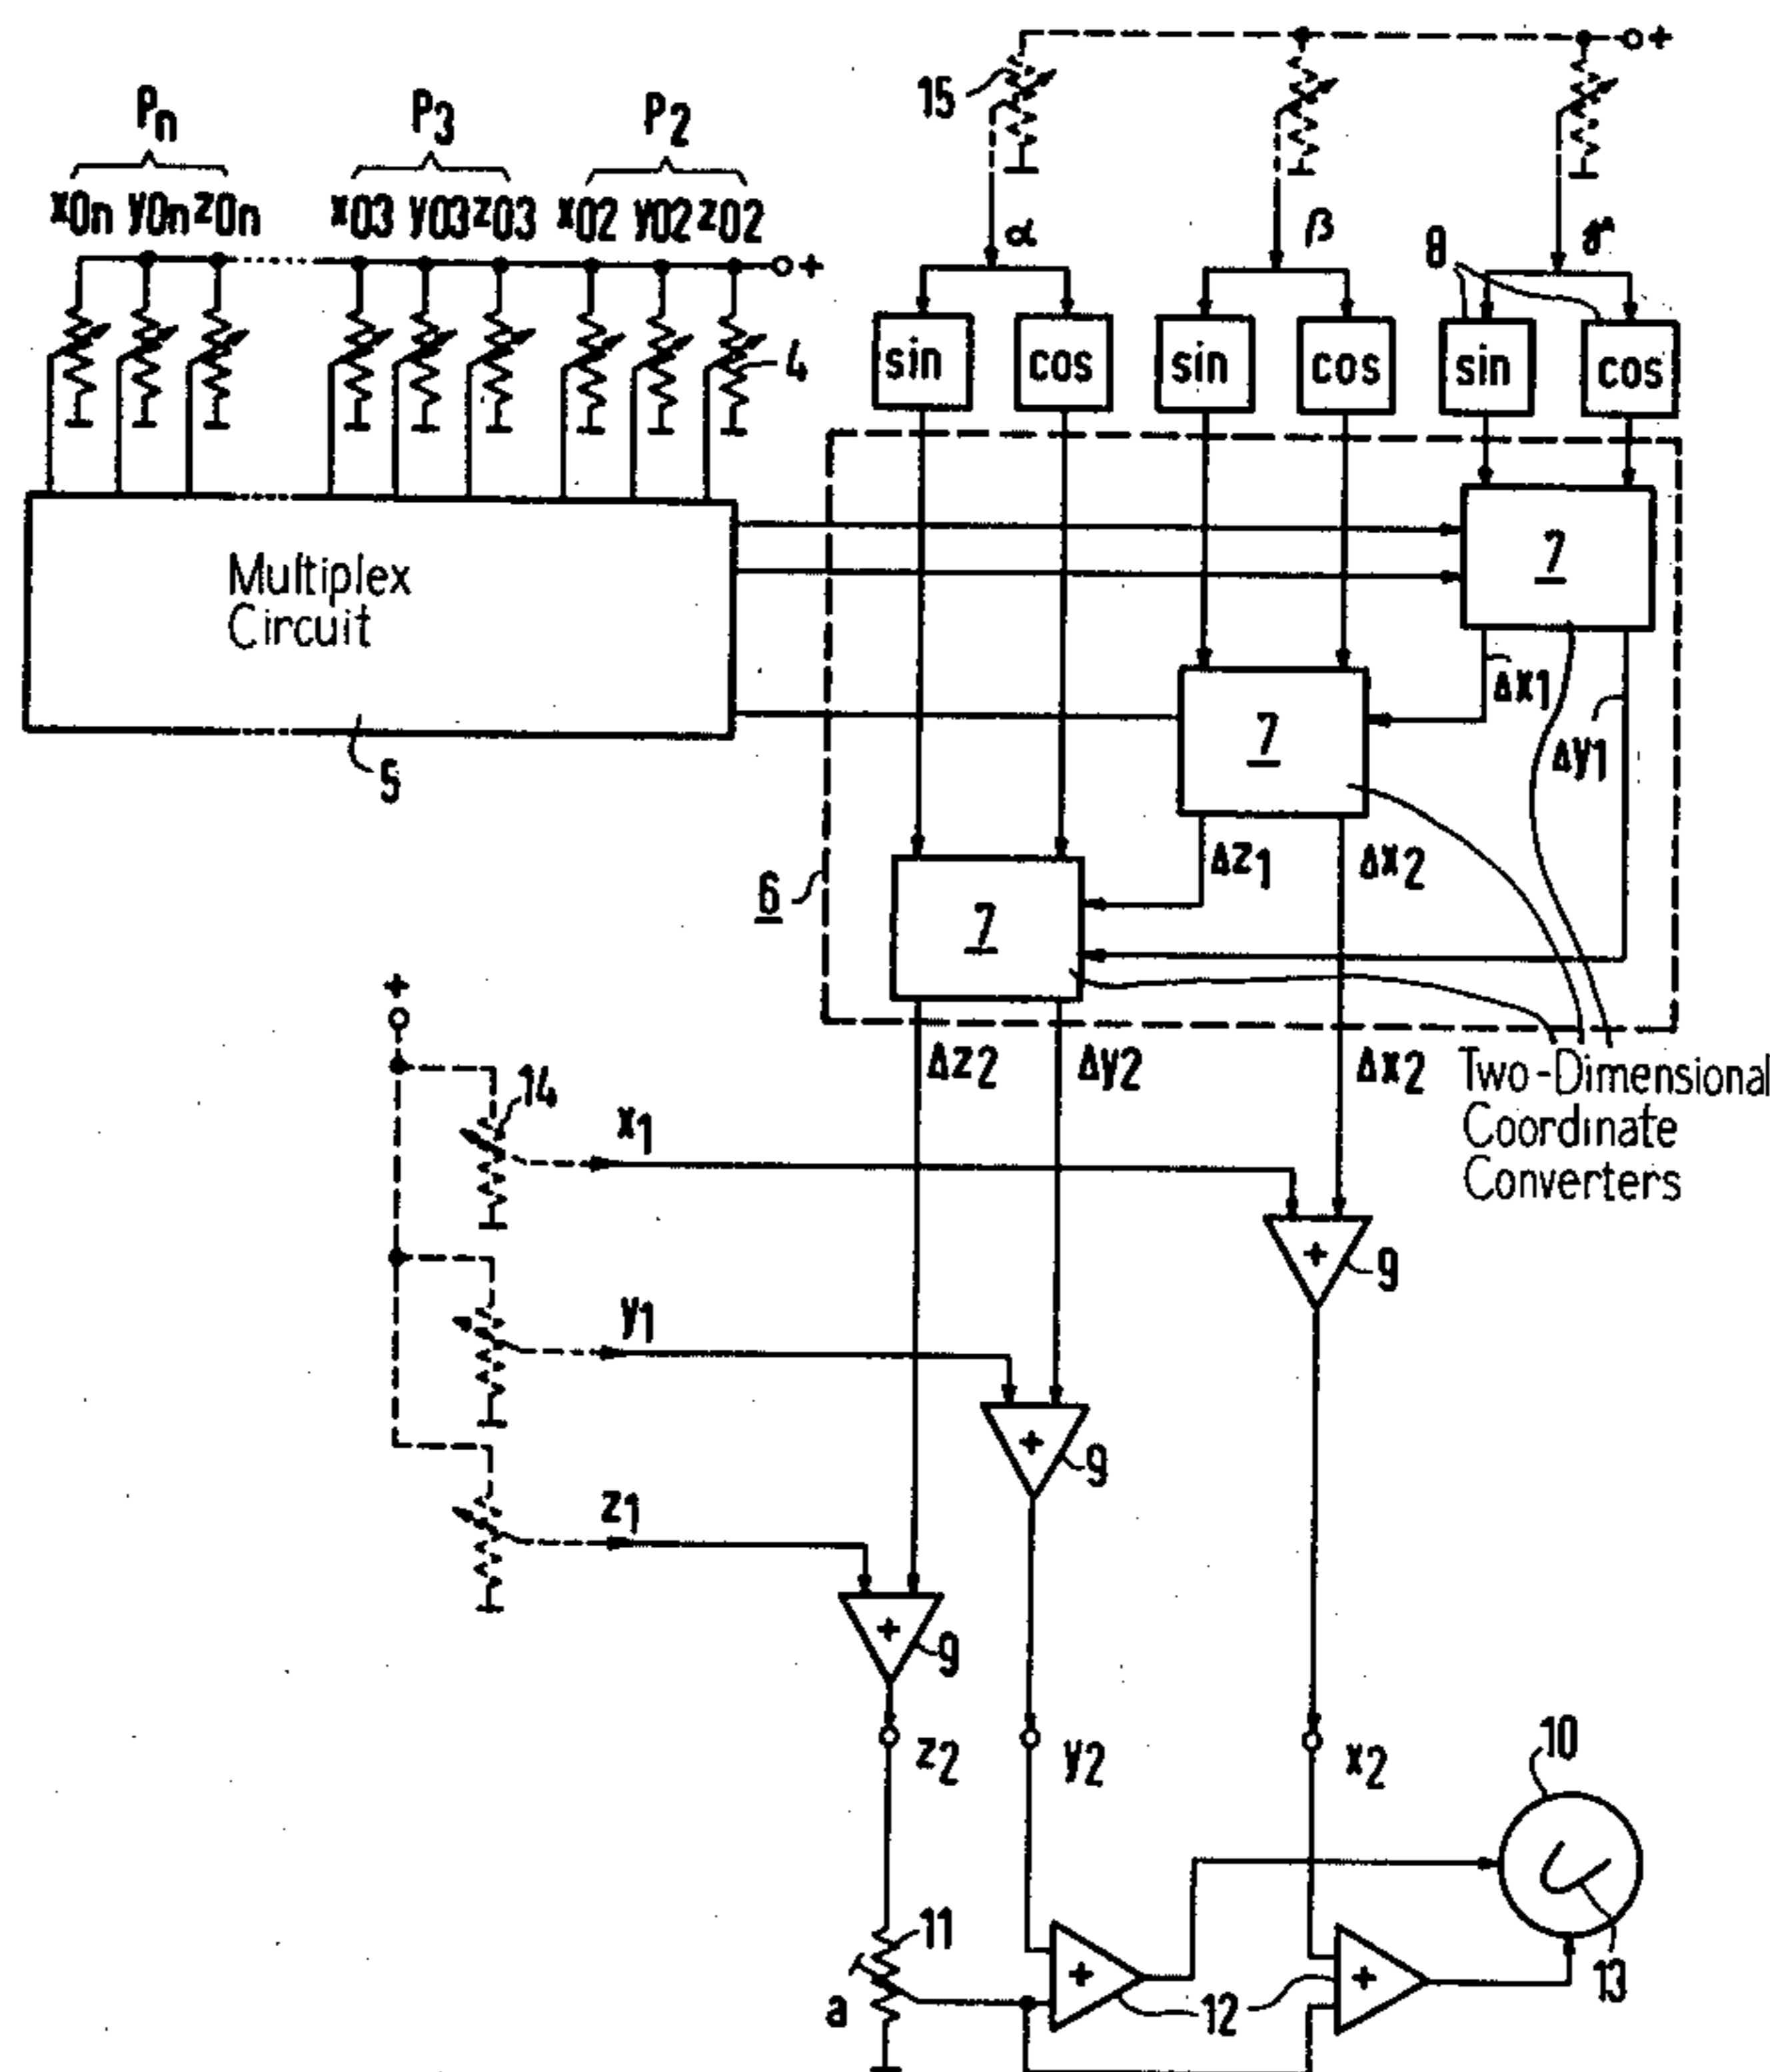 +
15
Pn P3 P2
x0n y0n z0n x03 y03 z03 x02 y02 z02
α β γ
8
+
4
sin cos sin cos sin cos
Multiplex
Circuit
7
5
Δx1
7
Δy1
Δz1 Δx2
6
7
+
Δz2 Δy2 Δx2
Two-Dimensional
Coordinate
Converters
14
x1
+
9
y1
+
9
z1
+
9
z2 y2 x2
10
11
+
+
12
13
a